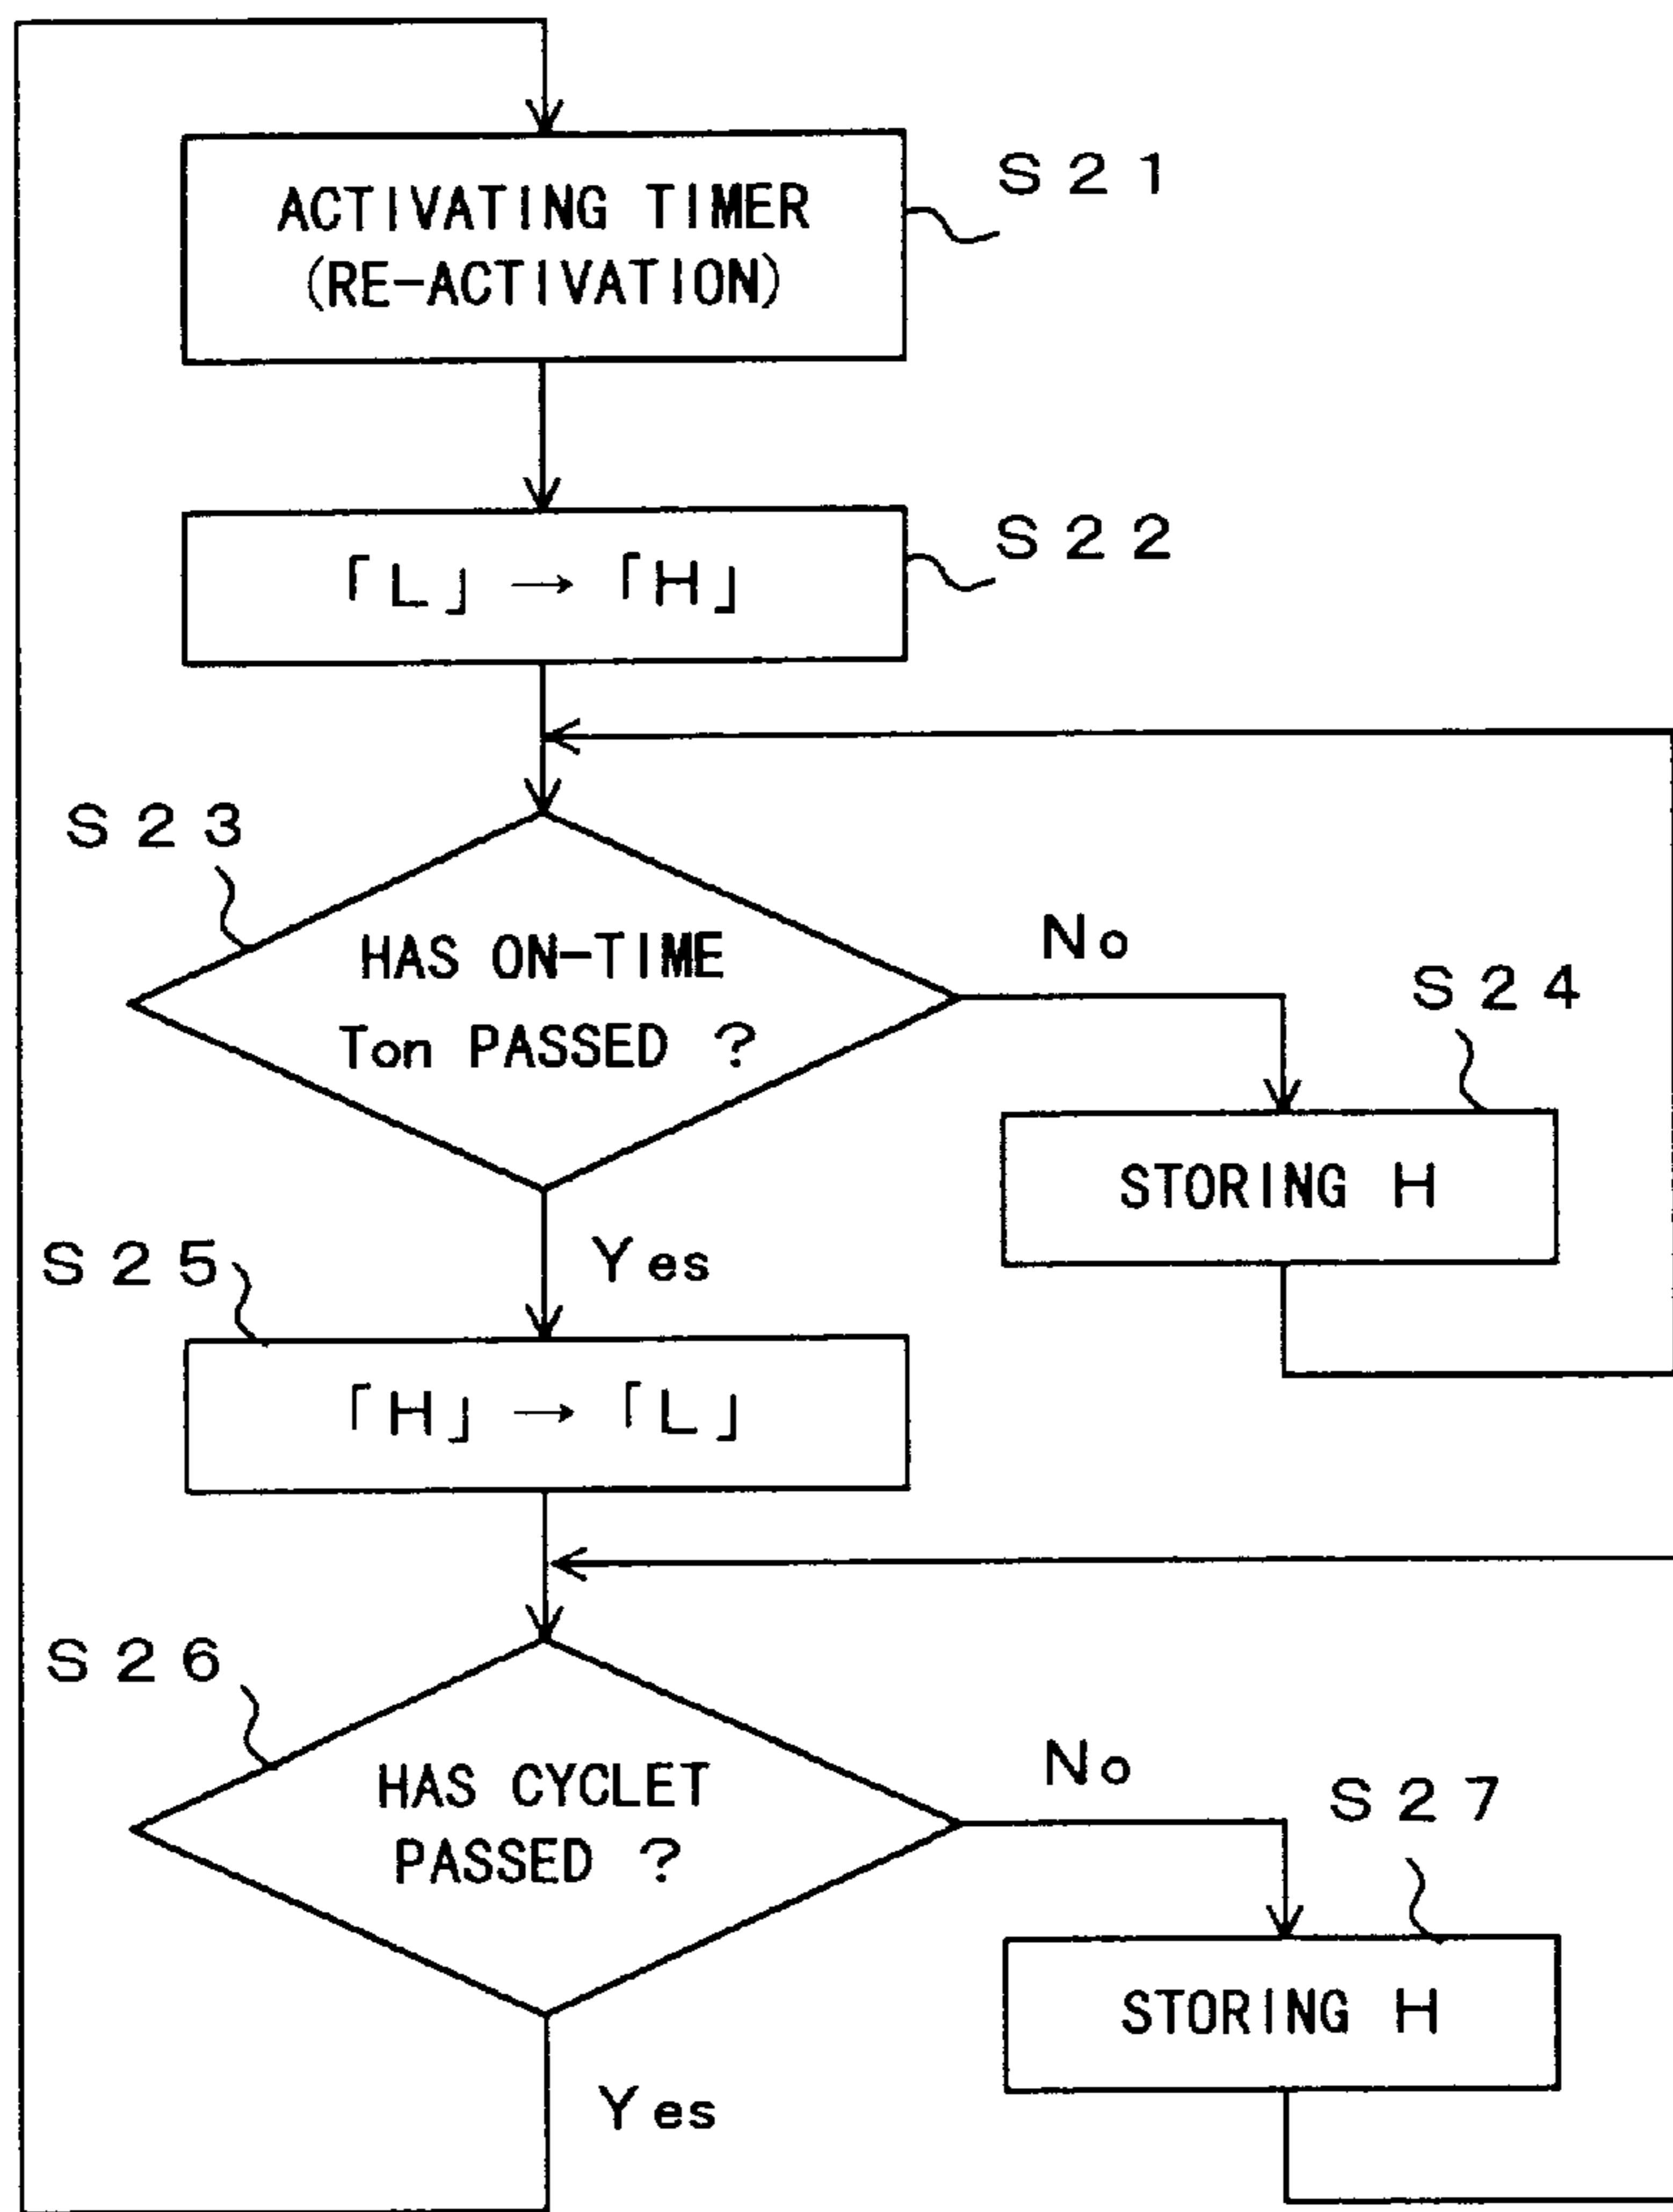 ACTIVATING TIMER
(RE-ACTIVATION)
S21
「L」→「H」
S22
S23
HAS ON-TIME
Ton PASSED ?
No
S24
STORING H
Yes
S25
「H」→「L」
S26
HAS CYCLET
PASSED ?
No
S27
STORING H
Yes